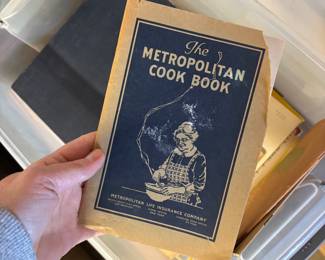 The
METROPOLITAN
COOK BOOK
METROPOLITAN LIFE INSURANCE COMPANY